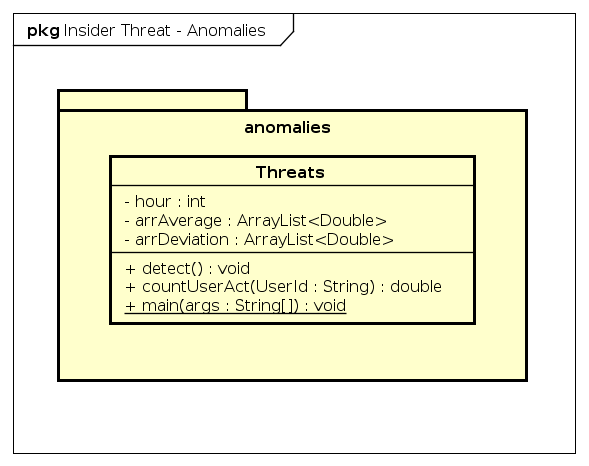 pkg Insider Threat - Anomalies
anomalies
Threats
- hour : int
- arrAverage : ArrayList<Double>
- arrDeviation : ArrayList<Double>
+ detect() : void
+ countUserAct(UserId : String) : double
+ main(args : String[]) : void